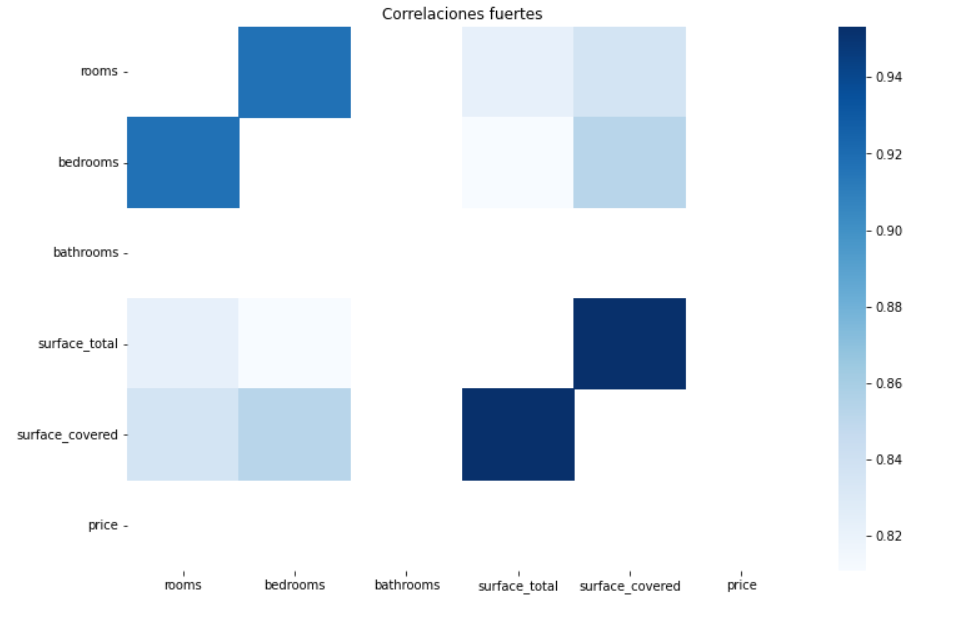 Correlaciones fuertes
rooms
bedrooms
bathrooms
surface_total
surface_covered
price
rooms bedrooms bathrooms surface_total surface_covered price
0.94
0.92
0.90
0.88
0.86
0.84
0.82